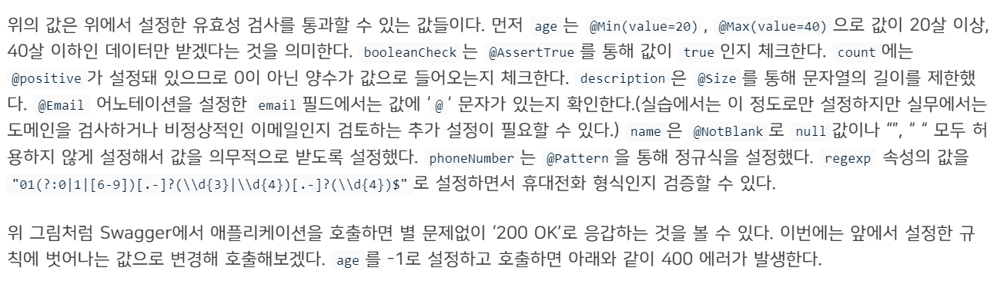 위의 값은 위에서 설정한 유효성 검사를 통과할 수 있는 값들이다. 먼저 age 는 @Min(value=20) , @Max(value=40) 으로 값이 20살 이상,
40살 이하인 데이터만 받겠다는 것을 의미한다. booleanCheck 는 @AssertTrue 를 통해 값이 true 인지 체크한다. count 에는
@positive 가 설정돼 있으므로 0이 아닌 양수가 값으로 들어오는지 체크한다. description 은 @Size 를 통해 문자열의 길이를 제한했
다. @Email 어노테이션을 설정한 email 필드에서는 값에 ‘ @ ’ 문자가 있는지 확인한다.(실습에서는 이 정도로만 설정하지만 실무에서는
도메인을 검사하거나 비정상적인 이메일인지 검토하는 추가 설정이 필요할 수 있다.) name 은 @NotBlank 로 null 값이나 “”, “ “ 모두 허
용하지 않게 설정해서 값을 의무적으로 받도록 설정했다. phoneNumber 는 @Pattern 을 통해 정규식을 설정했다. regexp 속성의 값을
"01(?:0|1|[6-9])[.-]?(\\d{3}|\\d{4})[.-]?(\\d{4})$" 로 설정하면서 휴대전화 형식인지 검증할 수 있다.
위 그림처럼 Swagger에서 애플리케이션을 호출하면 별 문제없이 ‘200 OK’로 응갑하는 것을 볼 수 있다. 이번에는 앞에서 설정한 규
칙에 벗어나는 값으로 변경해 호출해보겠다. age 를 -1로 설정하고 호출하면 아래와 같이 400 에러가 발생한다.